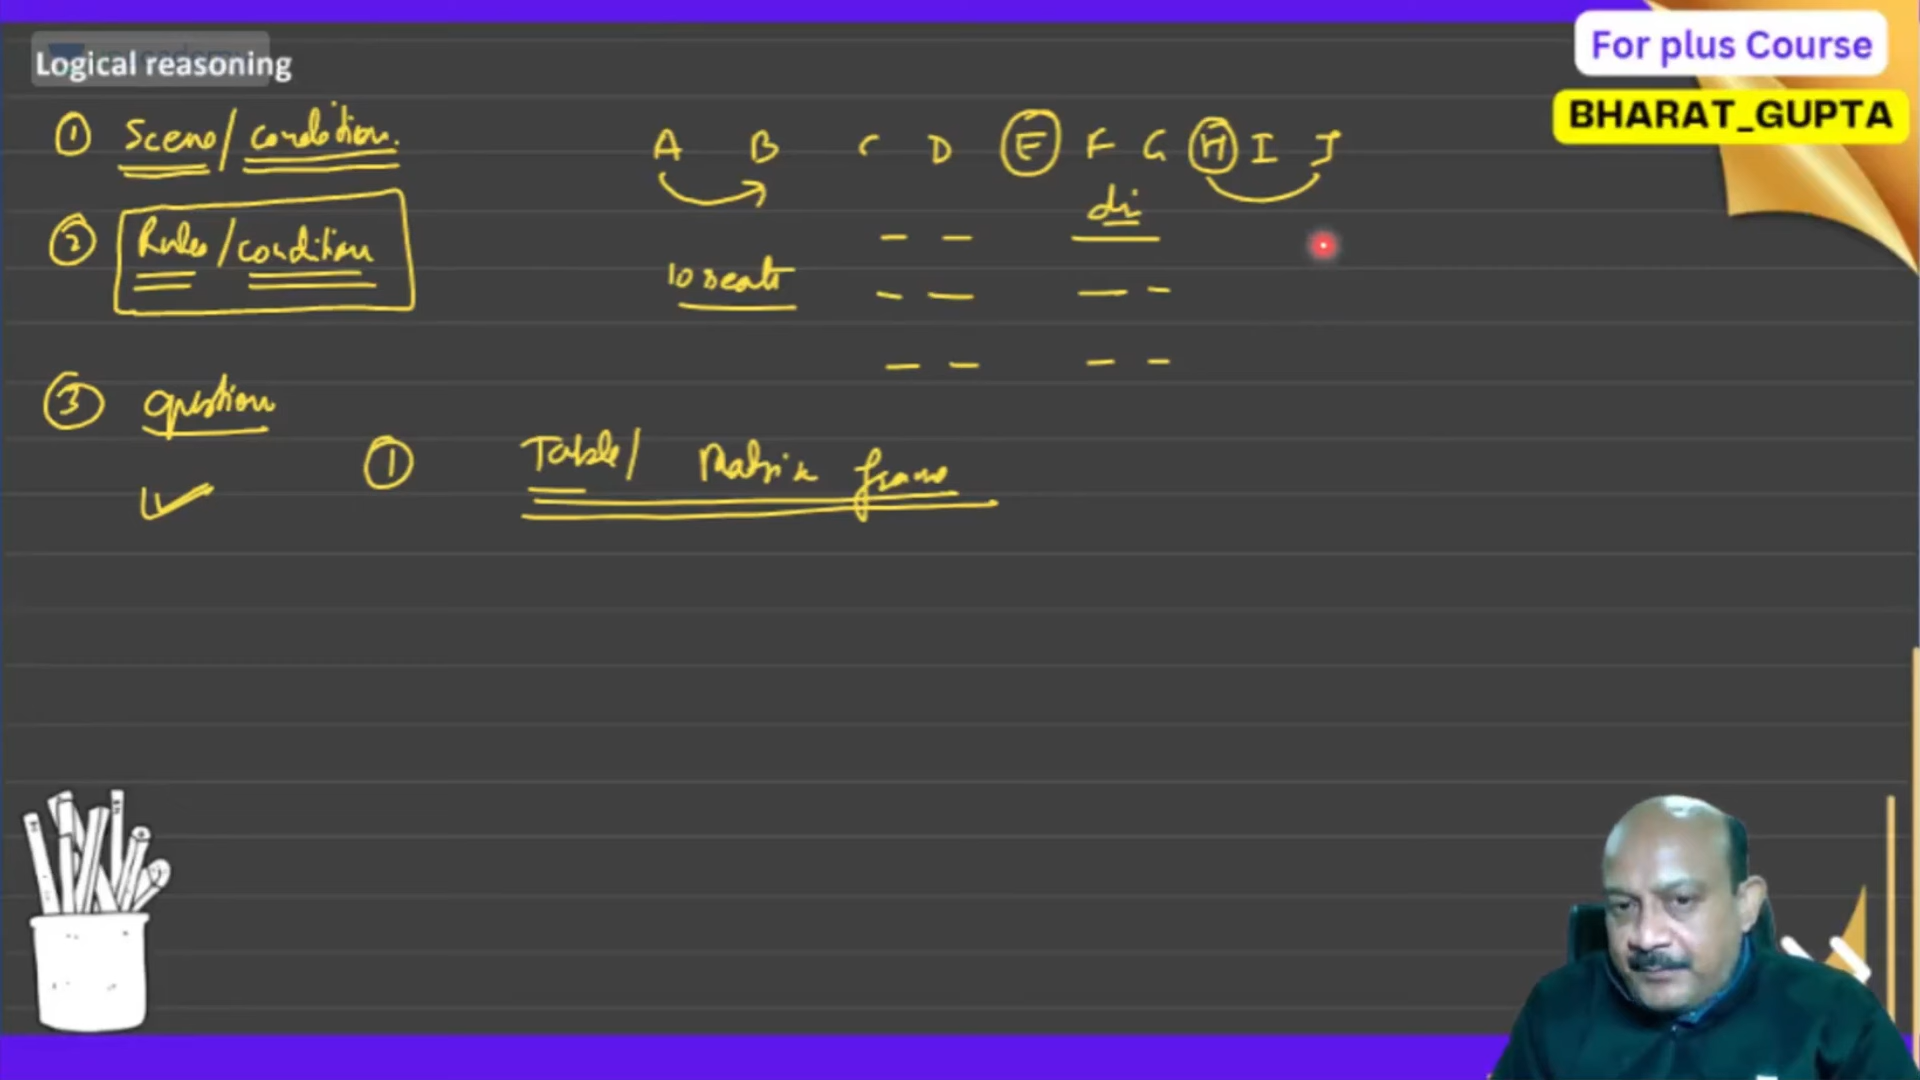 Logical reasoning
For plus Course
BHARAT_GUPTA
① Sceno/condition.
A B C D E F G H I J
② Rules/condition
di
10 seats
③ question
① Table/ Matrix frame